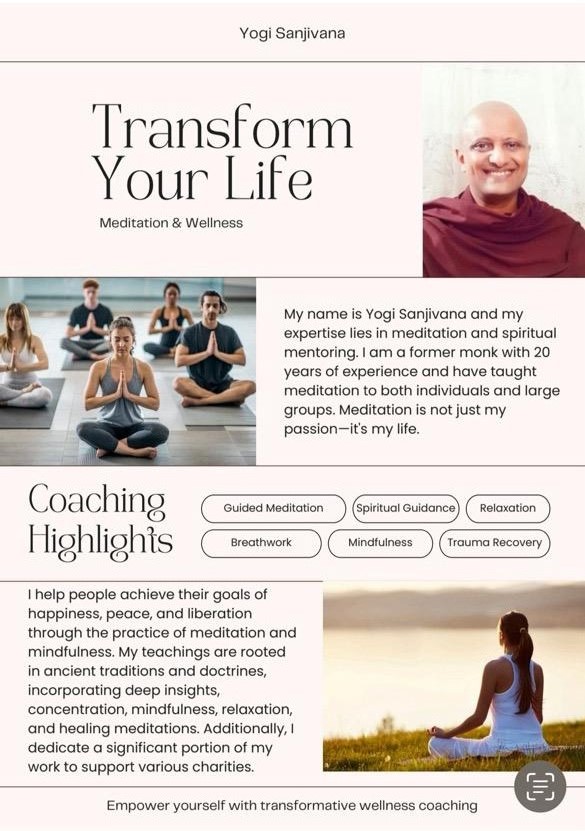 Yogi Sanjivana
Transform
Your Life
Meditation & Wellness
My name is Yogi Sanjivana and my
expertise lies in meditation and spiritual
mentoring. I am a former monk with 20
years of experience and have taught
meditation to both individuals and large
groups. Meditation is not just my
passion—it's my life.
Coaching
Highlights
Guided Meditation
Spiritual Guidance
Relaxation
Breathwork
Mindfulness
Trauma Recovery
I help people achieve their goals of
happiness, peace, and liberation
through the practice of meditation and
mindfulness. My teachings are rooted
in ancient traditions and doctrines,
incorporating deep insights,
concentration, mindfulness, relaxation,
and healing meditations. Additionally, I
dedicate a significant portion of my
work to support various charities.
Empower yourself with transformative wellness coaching